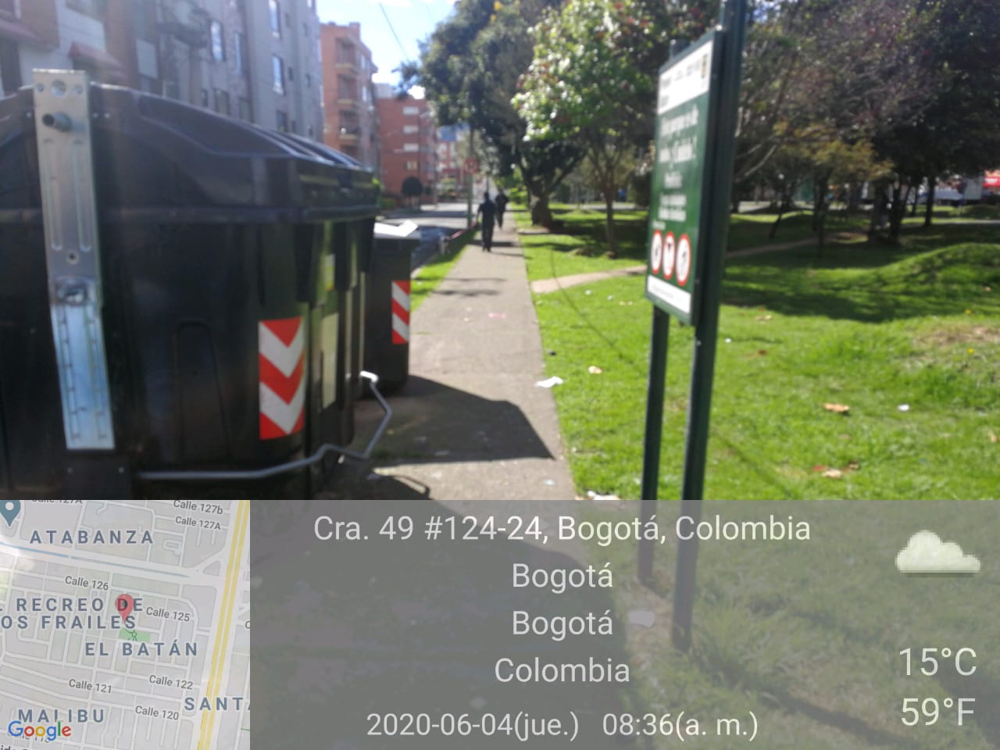 Calle 127A
Calle 127b
Calle 127A
ATABANZA
Calle 126
RECREO DE
OS FRAILES
Calle 125
EL BATÁN
Calle 122
Calle 121
Calle 120
SANTA
MALIBU
Google
Cra. 49 #124-24, Bogotá, Colombia
Bogotá
Bogotá
Colombia
2020-06-04(jue.) 08:36(a. m.)
15°C
59°F